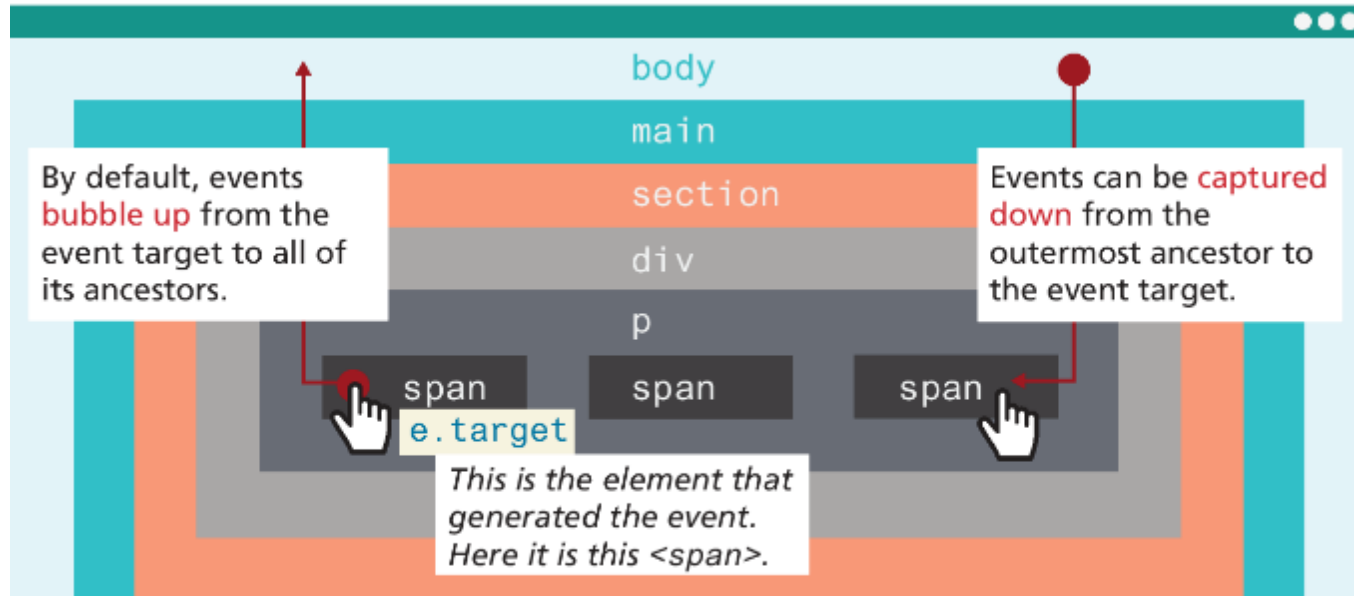 body
main
By default, events
bubble up from the
event target to all of
its ancestors.
section
div
p
Events can be captured
down from the
outermost ancestor to
the event target.
span
span
span
e.target
This is the element that
generated the event.
Here it is this <span>.